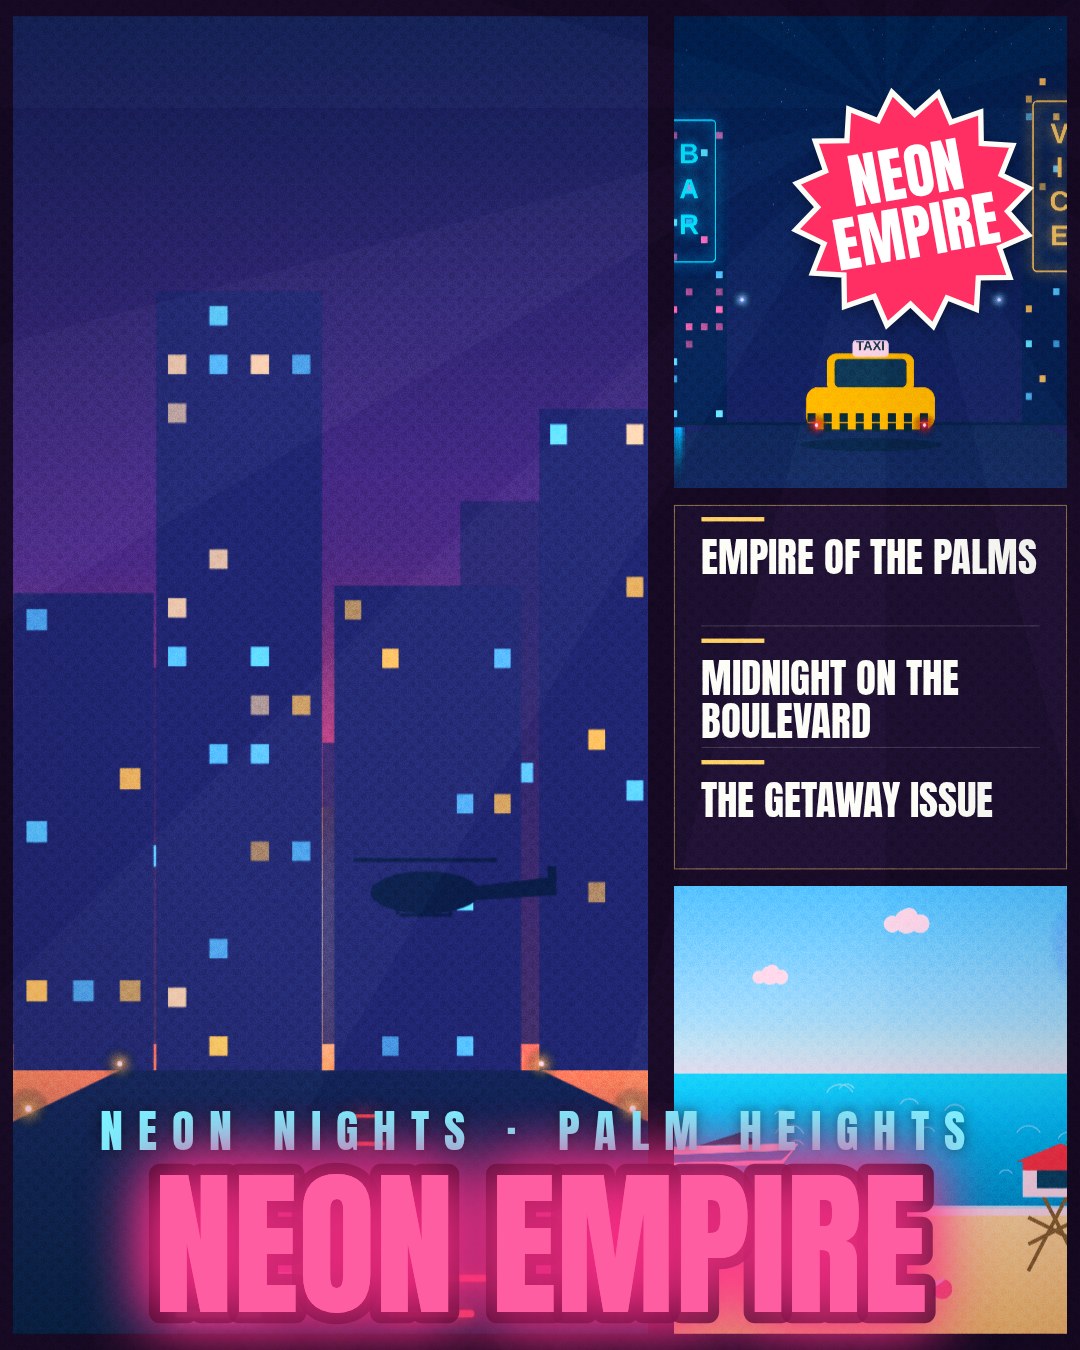 BAR
VICE
NEON
EMPIRE
TAXI
EMPIRE OF THE PALMS
MIDNIGHT ON THE
BOULEVARD
THE GETAWAY ISSUE
NEON NIGHTS · PALM HEIGHTS
NEON EMPIRE